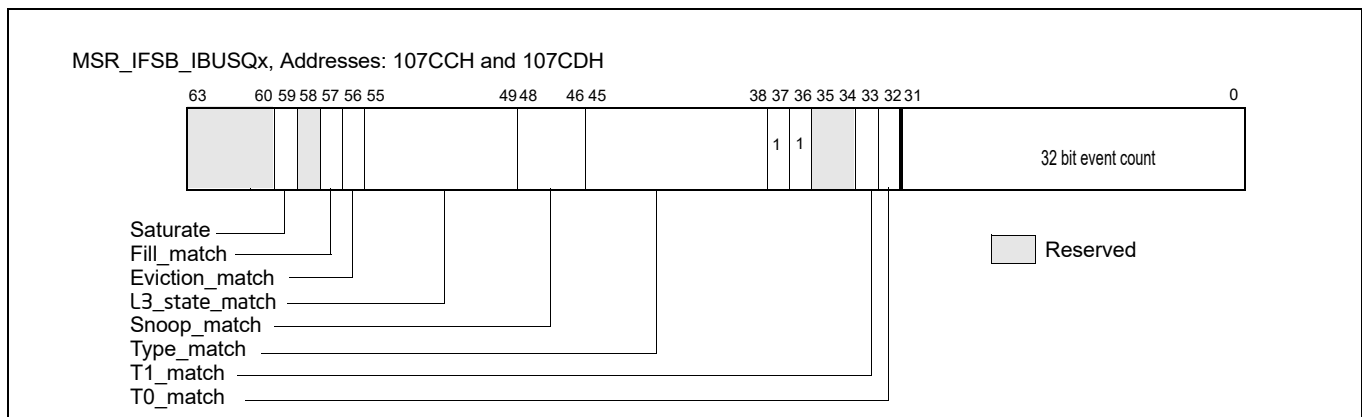 MSR_IFSB_IBUSQx, Addresses: 107CCH and 107CDH
63 60 59 58 57 56 55 49 48 46 45 38 37 36 35 34 33 32 31 0
1 1 32 bit event count
Saturate
Fill_match
Eviction_match
L3_state_match
Snoop_match
Type_match
T1_match
T0_match
Reserved